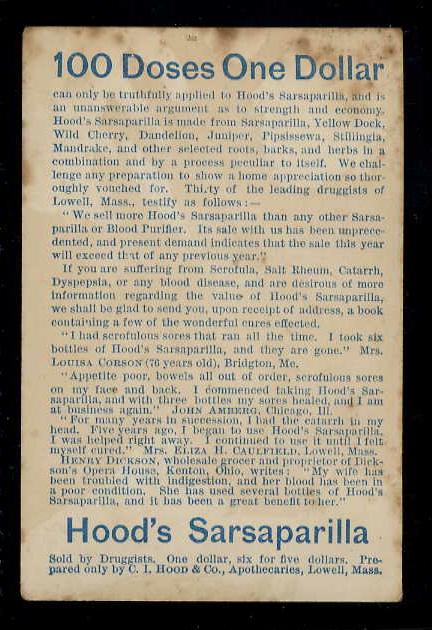 100 Doses One Dollar
can only be truthfully applied to Hood's Sarsaparilla, and is
an unanswerable argument as to strength and economy.
Hood's Sarsaparilla is made from Sarsaparilla, Yellow Dock,
Wild Cherry, Dandelion, Juniper, Pipsissewa, Stillingia,
Mandrake, and other selected roots, barks, and herbs in a
combination and by a process peculiar to itself. We chal-
lenge any preparation to show a home appreciation so thor-
oughly vouched for. Thirty of the leading druggists of
Lowell, Mass., testify as follows:—
"We sell more Hood's Sarsaparilla than any other Sarsa-
parilla or Blood Purifier. Its sale with us has been unprece-
dented, and present demand indicates that the sale this year
will exceed that of any previous year."
If you are suffering from Scrofula, Salt Rheum, Catarrh,
Dyspepsia, or any blood disease, and are desirous of more
information regarding the value of Hood's Sarsaparilla,
we shall be glad to send you, upon receipt of address, a book
containing a few of the wonderful cures effected.
"I had scrofulous sores that ran all the time. I took six
bottles of Hood's Sarsaparilla, and they are gone." Mrs.
LOUISA CORSON (76 years old), Bridgton, Me.
"Appetite poor, bowels all out of order, scrofulous sores
on my face and back. I commenced taking Hood's Sar-
saparilla, and with three bottles my sores healed, and I am
at business again." JOHN AMBERG, Chicago, Ill.
"For many years in succession, I had the catarrh in my
head. Five years ago, I began to use Hood's Sarsaparilla.
I was helped right away. I continued to use it until I felt
myself cured." Mrs. ELIZA H. CAULFIELD, Lowell, Mass.
HENRY DICKSON, wholesale grocer and proprietor of Dick-
son's Opera House, Kenton, Ohio, writes: "My wife has
been troubled with indigestion, and her blood has been in
a poor condition. She has used several bottles of Hood's
Sarsaparilla, and it has been a great benefit to her."
Hood's Sarsaparilla
Sold by Druggists. One dollar, six for five dollars. Pre-
pared only by C. I. HOOD & Co., Apothecaries, Lowell, Mass.